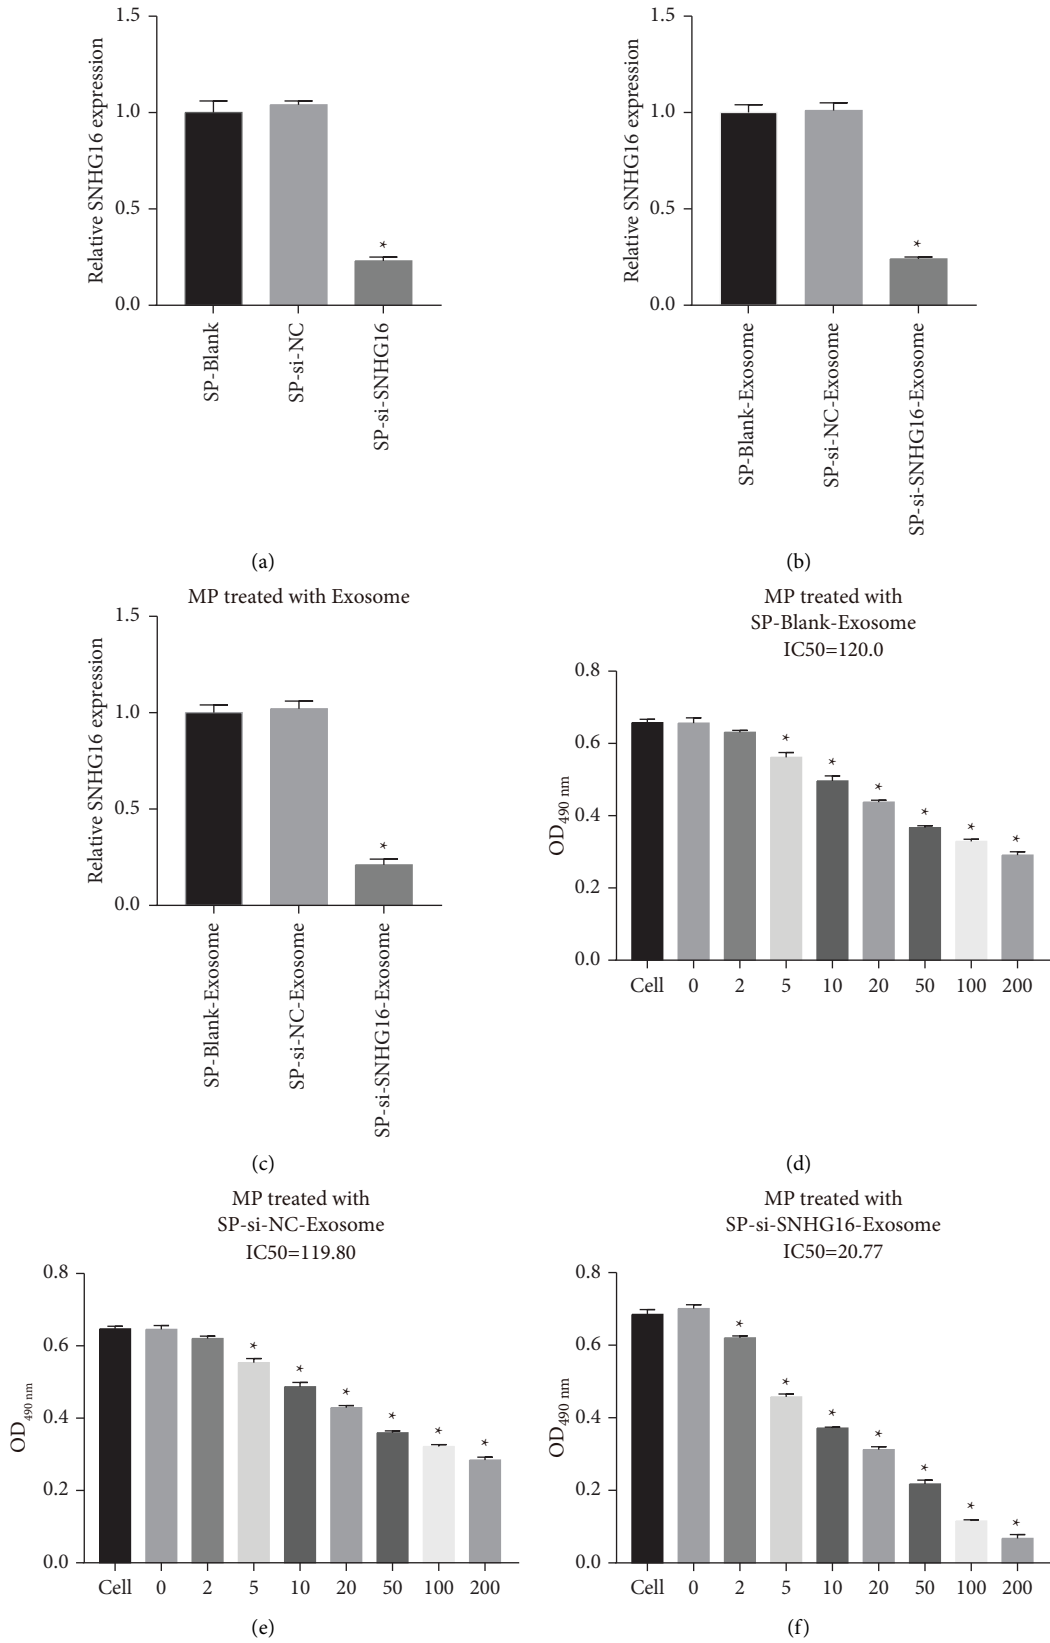 Relative SNHG16 expression
1.5
1.0
0.5
0.0
*
SP-Blank
SP-si-NC
SP-si-SNHG16
(a)
Relative SNHG16 expression
1.5
1.0
0.5
0.0
*
SP-Blank-Exosome
SP-si-NC-Exosome
SP-si-SNHG16-Exosome
(b)
MP treated with Exosome
Relative SNHG16 expression
1.5
1.0
0.5
0.0
*
SP-Blank-Exosome
SP-si-NC-Exosome
SP-si-SNHG16-Exosome
(c)
MP treated with
SP-Blank-Exosome
IC50=120.0
OD490 nm
0.8
0.6
0.4
0.2
0.0
* * * * * *
Cell 0 2 5 10 20 50 100 200
(d)
MP treated with
SP-si-NC-Exosome
IC50=119.80
OD490 nm
0.8
0.6
0.4
0.2
0.0
* * * * * *
Cell 0 2 5 10 20 50 100 200
(e)
MP treated with
SP-si-SNHG16-Exosome
IC50=20.77
OD490 nm
0.8
0.6
0.4
0.2
0.0
* * * * * * *
Cell 0 2 5 10 20 50 100 200
(f)